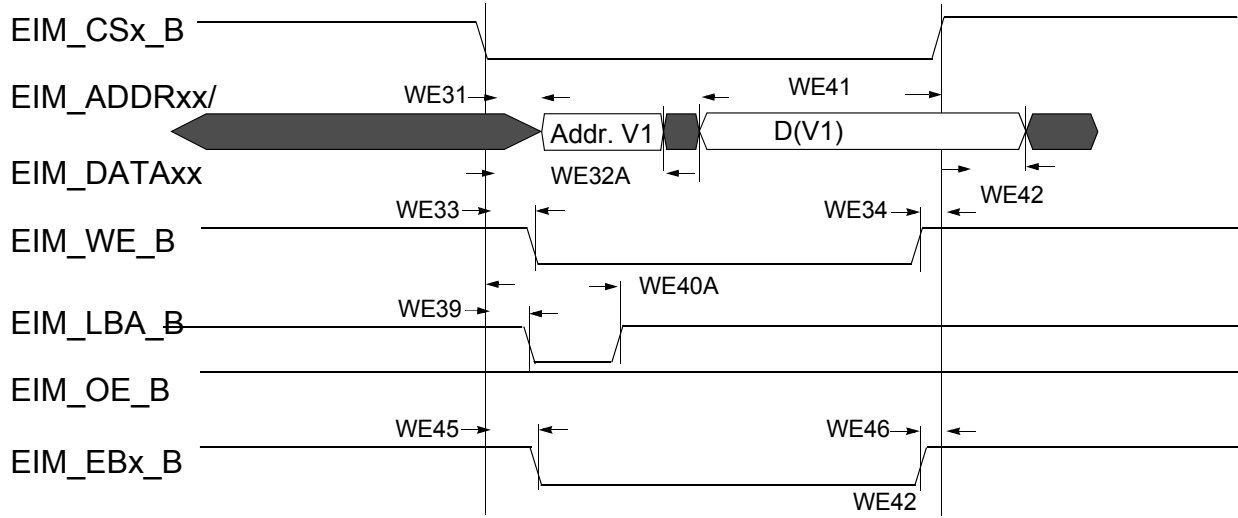 EIM_CSx_B
EIM_ADDRxx/
WE31
WE41
Addr. V1
D(V1)
EIM_DATAxx
WE32A
WE42
WE33
WE34
EIM_WE_B
WE40A
WE39
EIM_LBA_B
EIM_OE_B
WE45
WE46
EIM_EBx_B
WE42